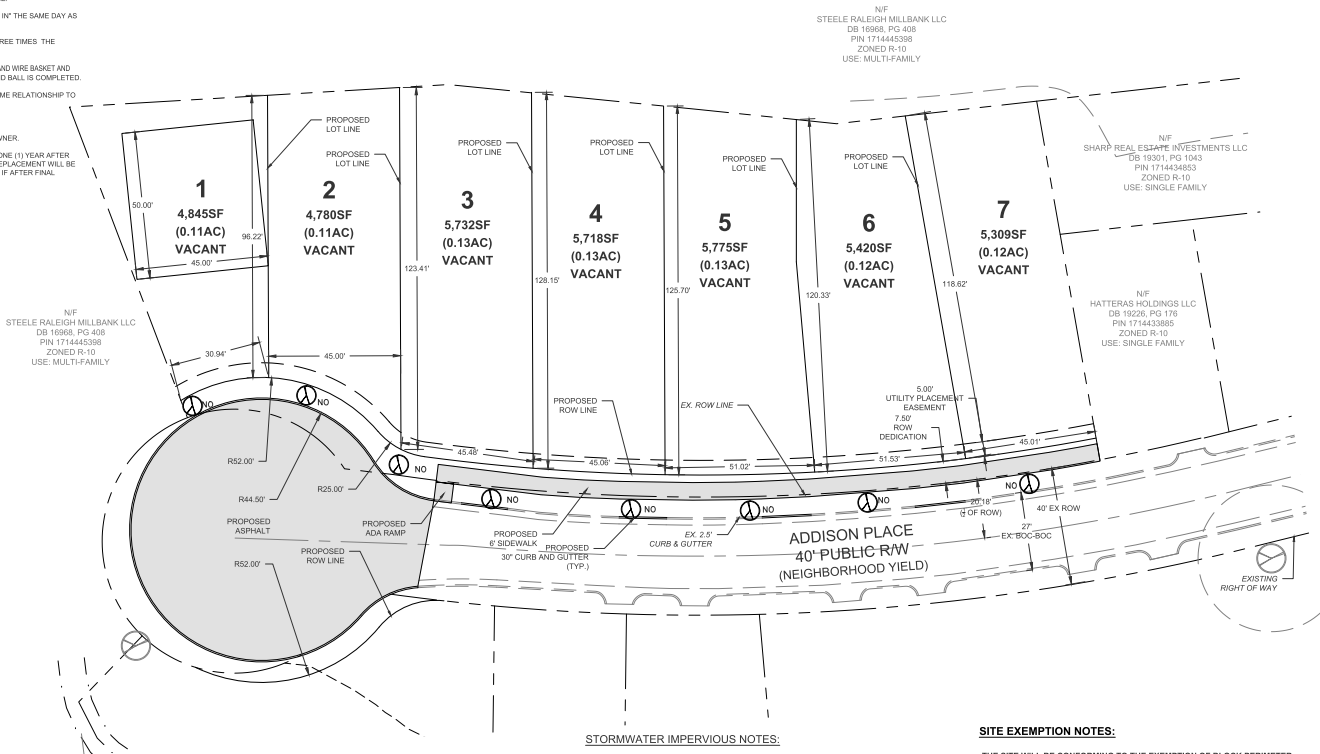 IN" THE SAME DAY AS
REE TIMES THE
AND WIRE BASKET AND
D BALL IS COMPLETED.
ME RELATIONSHIP TO
WNER.
ONE (1) YEAR AFTER
EPLACEMENT WILL BE
IF AFTER FINAL
N/F
STEELE RALEIGH MILLBANK LLC
DB 16968, PG 408
PIN 1714445398
ZONED R-10
USE: MULTI-FAMILY
N/F
SHARP REAL ESTATE INVESTMENTS LLC
DB 19301, PG 1043
PIN 1714434853
ZONED R-10
USE: SINGLE FAMILY
N/F
HATTERAS HOLDINGS LLC
DB 19226, PG 176
PIN 1714433885
ZONED R-10
USE: SINGLE FAMILY
N/F
STEELE RALEIGH MILLBANK LLC
DB 16968, PG 408
PIN 1714445398
ZONED R-10
USE: MULTI-FAMILY
PROPOSED
LOT LINE
PROPOSED
LOT LINE
PROPOSED
LOT LINE
PROPOSED
LOT LINE
PROPOSED
LOT LINE
PROPOSED
LOT LINE
1
4,845SF
(0.11AC)
VACANT
2
4,780SF
(0.11AC)
VACANT
3
5,732SF
(0.13AC)
VACANT
4
5,718SF
(0.13AC)
VACANT
5
5,775SF
(0.13AC)
VACANT
6
5,420SF
(0.12AC)
VACANT
7
5,309SF
(0.12AC)
VACANT
50.00'
45.00'
96.22'
123.41'
128.15'
125.70'
120.33'
118.62'
30.94'
45.00'
45.48'
45.06'
51.02'
51.53'
45.01'
5.00'
UTILITY PLACEMENT
EASEMENT
7.50'
ROW
DEDICATION
PROPOSED
ROW LINE
EX. ROW LINE
NO
NO
NO
NO
NO
NO
NO
NO
R52.00'
R44.50'
R25.00'
PROPOSED
ASPHALT
PROPOSED
ADA RAMP
PROPOSED
ROW LINE
R52.00'
PROPOSED
6' SIDEWALK
PROPOSED
30" CURB AND GUTTER
(TYP.)
EX. 2.5'
CURB & GUTTER
ADDISON PLACE
40' PUBLIC R/W
(NEIGHBORHOOD YIELD)
20.18'
(½ OF ROW)
40' EX ROW
27'
EX. BOC-BOC
EXISTING
RIGHT OF WAY
STORMWATER IMPERVIOUS NOTES:
SITE EXEMPTION NOTES: